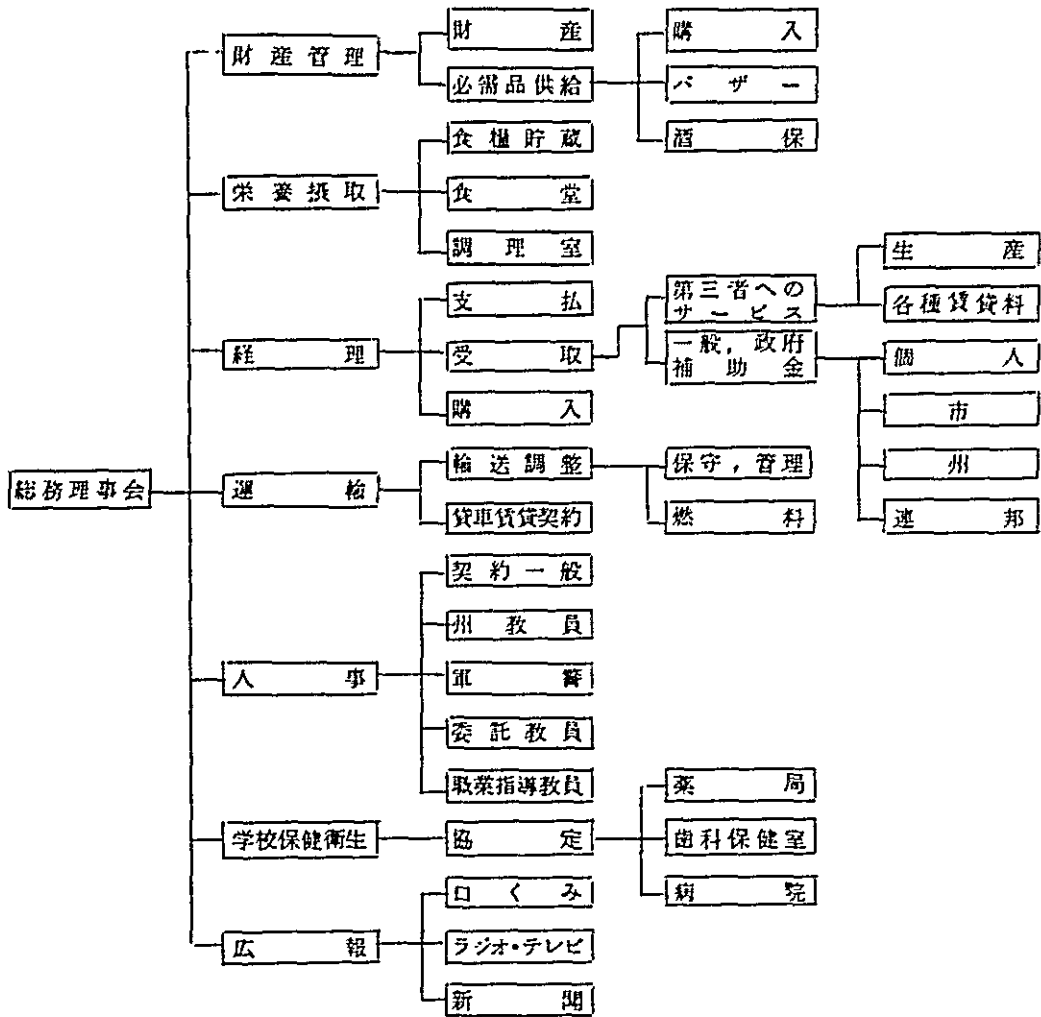 総務理事会
財産管理
財産
必需品供給
購入
バザー
酒保
栄養摂取
食糧貯蔵
食堂
調理室
経理
支払
受取
第三者への
サービス
生産
各種賃貸料
一般,政府
補助金
個人
市
州
連邦
購入
運輸
輸送調整
保守,管理
燃料
貸車賃貸契約
人事
契約一般
州教員
軍警
委託教員
職業指導教員
学校保健衛生
協定
薬局
歯科保健室
病院
広報
口くみ
ラジオ・テレビ
新聞